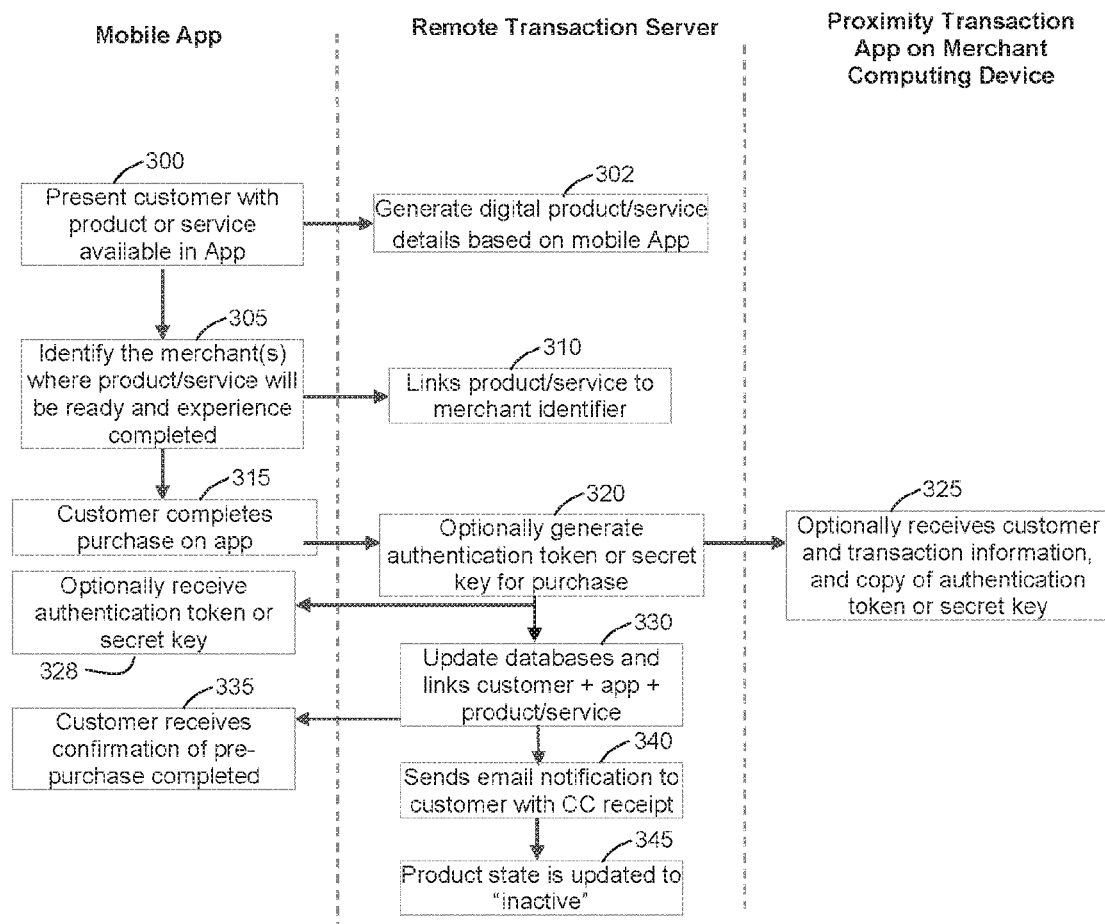 Mobile App
Remote Transaction Server
Proximity Transaction
App on Merchant
Computing Device
300
Present customer with
product or service
available in App
302
Generate digital product/service
details based on mobile App
305
Identify the merchant(s)
where product/service will
be ready and experience
completed
310
Links product/service to
merchant identifier
315
Customer completes
purchase on app
320
Optionally generate
authentication token or secret
key for purchase
325
Optionally receives customer
and transaction information,
and copy of authentication
token or secret key
Optionally receive
authentication token or
secret key
328
330
Update databases and
links customer + app +
product/service
335
Customer receives
confirmation of pre-
purchase completed
340
Sends email notification to
customer with CC receipt
345
Product state is updated to
“inactive”